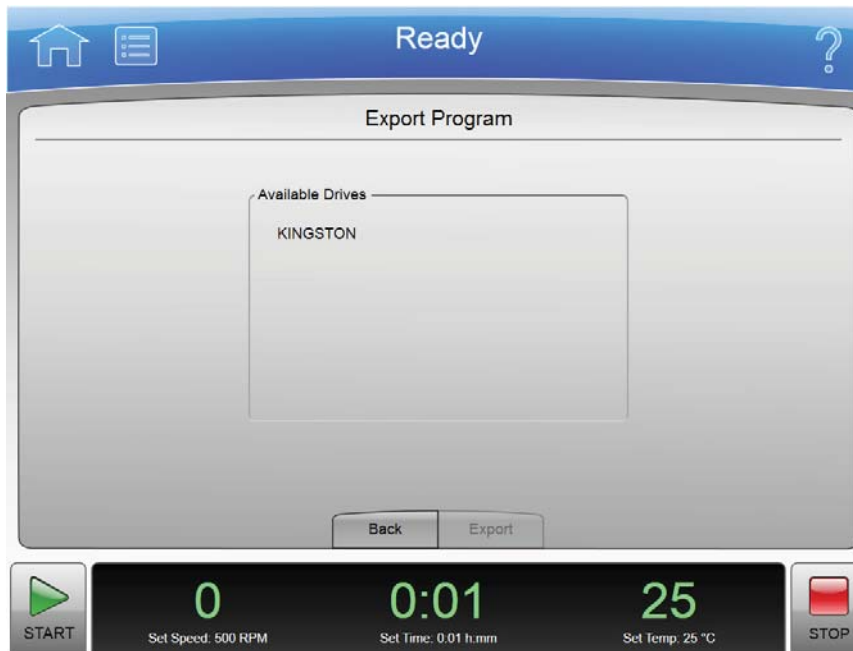 Ready
Export Program
Available Drives
KINGSTON
Back Export
0 0:01 25
START Set Speed: 500 RPM Set Time: 0.01 h:mm Set Temp: 25 °C STOP